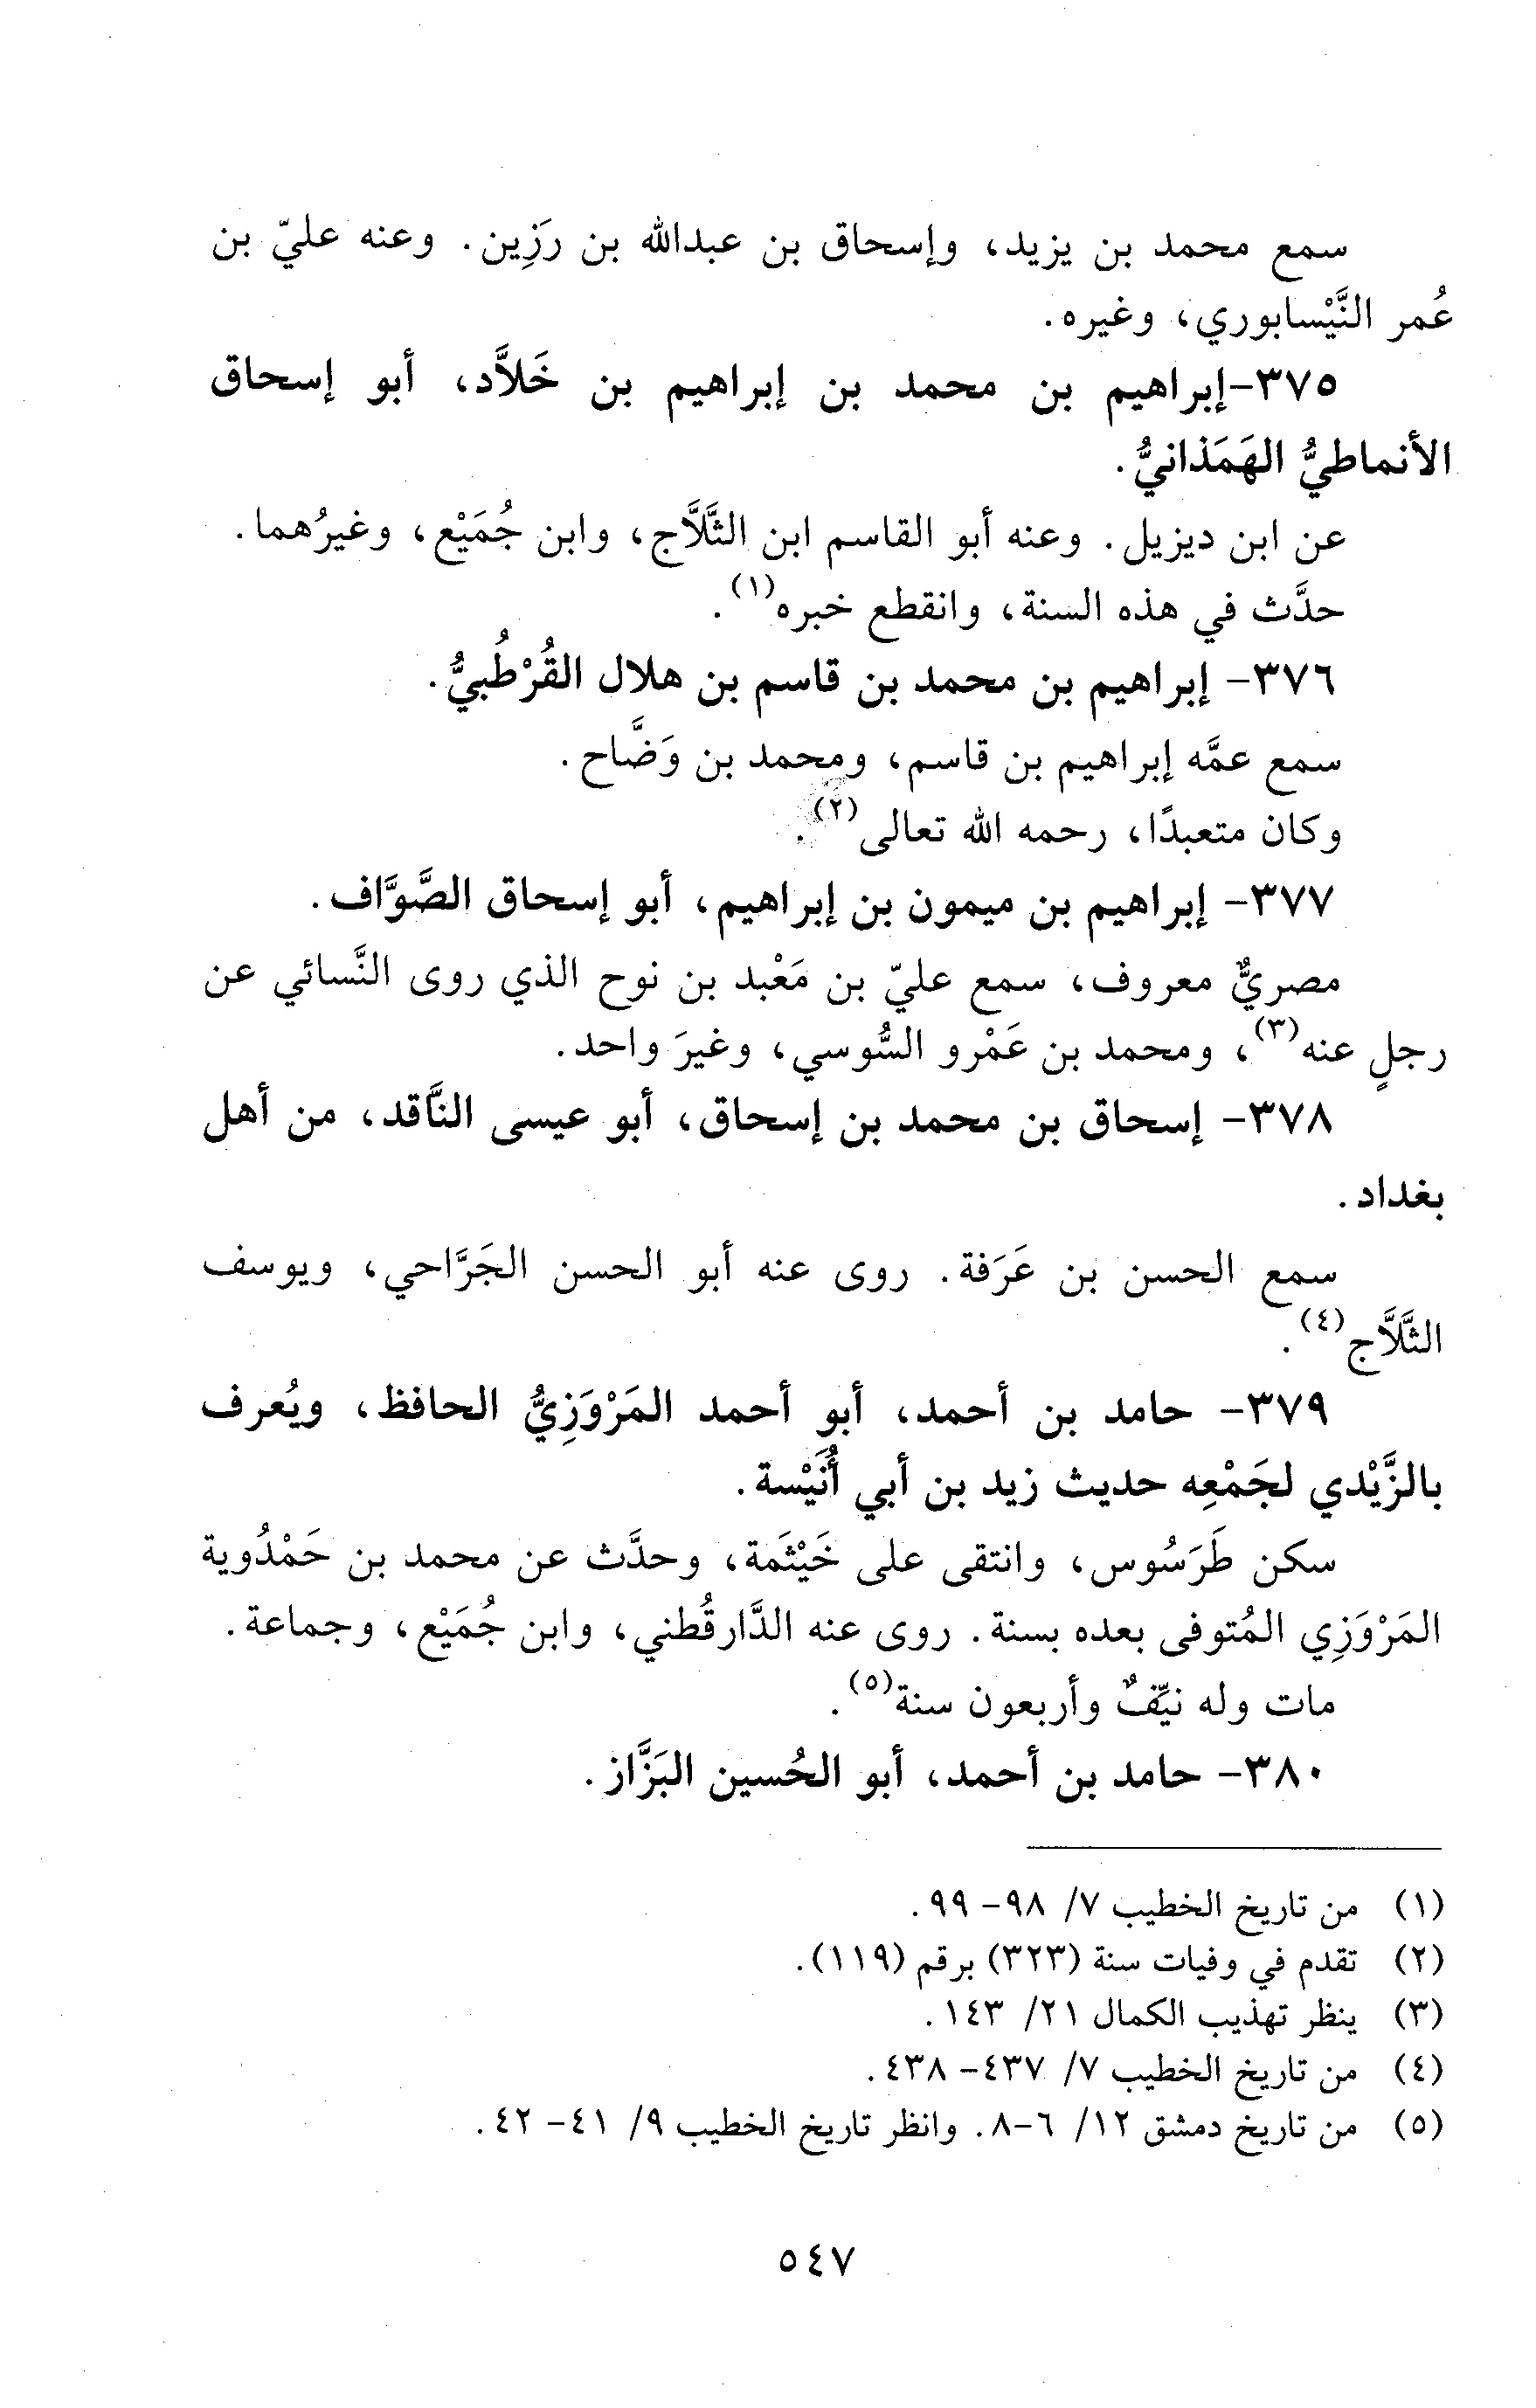 سمع محمد بن يزيد، وإسحاق بن عبدالله بن رَزِين. وعنه عليّ بن
عُمر النَّيْسابوري، وغيره.
٣٧٥-إبراهيم بن محمد بن إبراهيم بن خَلاَّد، أبو إسحاق
الأنماطيُّ الهَمَذانيُّ.
عن ابن ديزيل. وعنه أبو القاسم ابن الثَّلاَّج، وابن جُمَيْع، وغيرُهما.
حدَّث في هذه السنة، وانقطع خبره(١).
٣٧٦- إبراهيم بن محمد بن قاسم بن هلال القُرْطُبيُّ.
سمع عمَّه إبراهيم بن قاسم، ومحمد بن وَضَّاح.
وكان متعبدًا، رحمه الله تعالى(٢).
٣٧٧- إبراهيم بن ميمون بن إبراهيم، أبو إسحاق الصَّوَّاف.
مصريٌّ معروف، سمع عليّ بن مَعْبد بن نوح الذي روى النَّسائي عن
رجلٍ عنه(٣)، ومحمد بن عَمْرو السُّوسي، وغيرَ واحد.
٣٧٨- إسحاق بن محمد بن إسحاق، أبو عيسى النَّاقد، من أهل
بغداد.
سمع الحسن بن عَرَفة. روى عنه أبو الحسن الجَرَّاحي، ويوسف
الثَّلاَّج(٤).
٣٧٩- حامد بن أحمد، أبو أحمد المَرْوَزِيُّ الحافظ، ويُعرف
بالزَّيْدي لجَمْعِه حديث زيد بن أبي أُنَيْسة.
سكن طَرَسُوس، وانتقى على خَيْثَمة، وحدَّث عن محمد بن حَمْدُوية
المَرْوَزِي المُتوفى بعده بسنة. روى عنه الدَّارقُطني، وابن جُمَيْع، وجماعة.
مات وله نيِّفٌ وأربعون سنة(٥).
٣٨٠- حامد بن أحمد، أبو الحُسين البَزَّاز.
(١) من تاريخ الخطيب ٧/ ٩٨- ٩٩.
(٢) تقدم في وفيات سنة (٣٢٣) برقم (١١٩).
(٣) ينظر تهذيب الكمال ٢١/ ١٤٣.
(٤) من تاريخ الخطيب ٧/ ٤٣٧- ٤٣٨.
(٥) من تاريخ دمشق ١٢/ ٦-٨. وانظر تاريخ الخطيب ٩/ ٤١- ٤٢.
٥٤٧